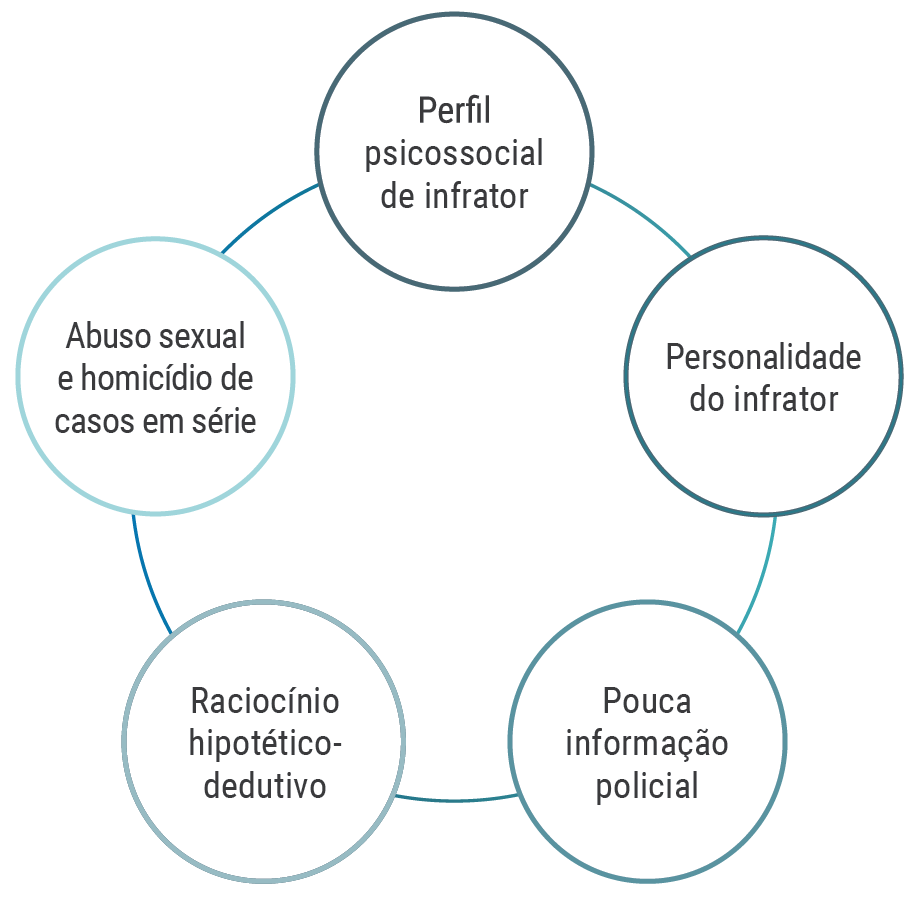 Perfil
psicossocial
de infrator
Abuso sexual
e homicídio de
casos em série
Personalidade
do infrator
Raciocínio
hipotético-
dedutivo
Pouca
informação
policial